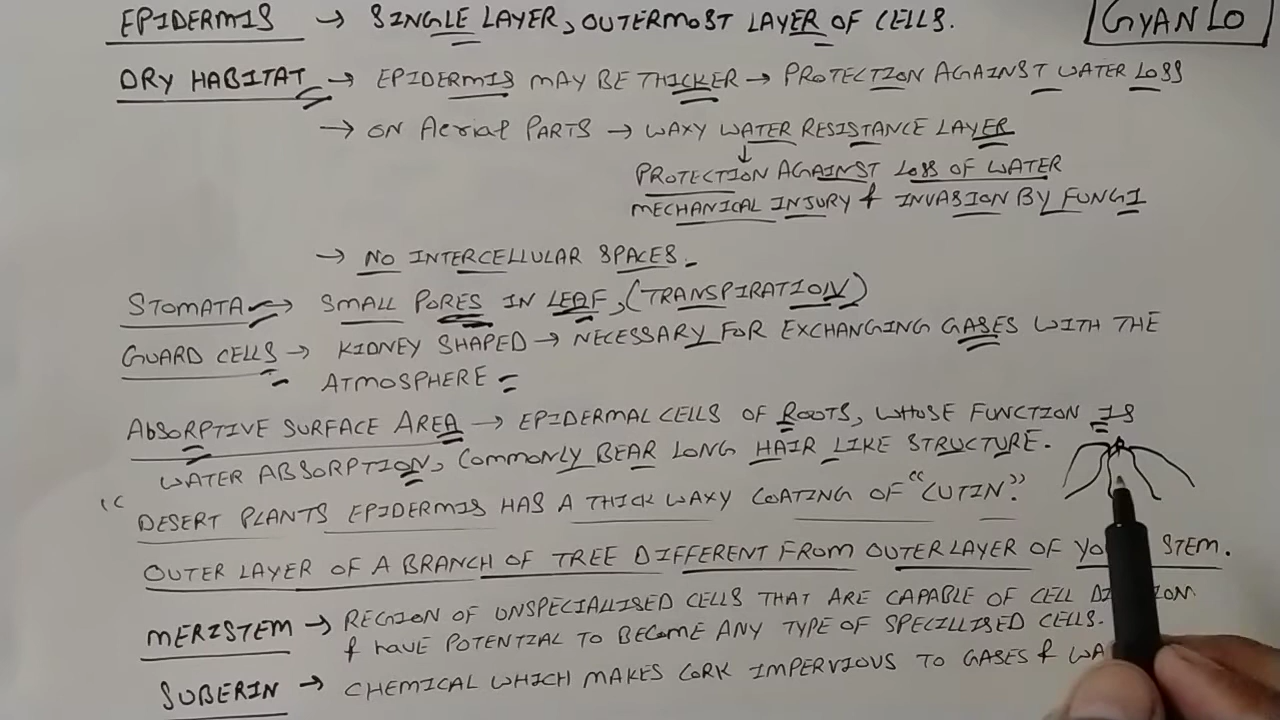 EPIDERMIS → SINGLE LAYER, OUTERMOST LAYER OF CELLS.
GYANLO
DRY HABITAT → EPIDERMIS MAY BE THICKER → PROTECTION AGAINST WATER LOSS
→ ON AERIAL PARTS → WAXY WATER RESISTANCE LAYER
↓
PROTECTION AGAINST LOSS OF WATER
MECHANICAL INJURY & INVASION BY FUNGI
→ NO INTERCELLULAR SPACES.
STOMATA → SMALL PORES IN LEAF, (TRANSPIRATION)
GUARD CELLS → KIDNEY SHAPED → NECESSARY FOR EXCHANGING GASES WITH THE
ATMOSPHERE
ABSORPTIVE SURFACE AREA → EPIDERMAL CELLS OF ROOTS, WHOSE FUNCTION IS
WATER ABSORPTION, COMMONLY BEAR LONG HAIR LIKE STRUCTURE.
“ DESERT PLANTS EPIDERMIS HAS A THICK WAXY COATING OF “CUTIN”.
OUTER LAYER OF A BRANCH OF TREE DIFFERENT FROM OUTER LAYER OF STEM.
MERISTEM → REGION OF UNSPECIALISED CELLS THAT ARE CAPABLE OF CELL
& HAVE POTENTIAL TO BECOME ANY TYPE OF SPECILLISED CELLS.
SUBERIN → CHEMICAL WHICH MAKES CORK IMPERVIOUS TO GASES &